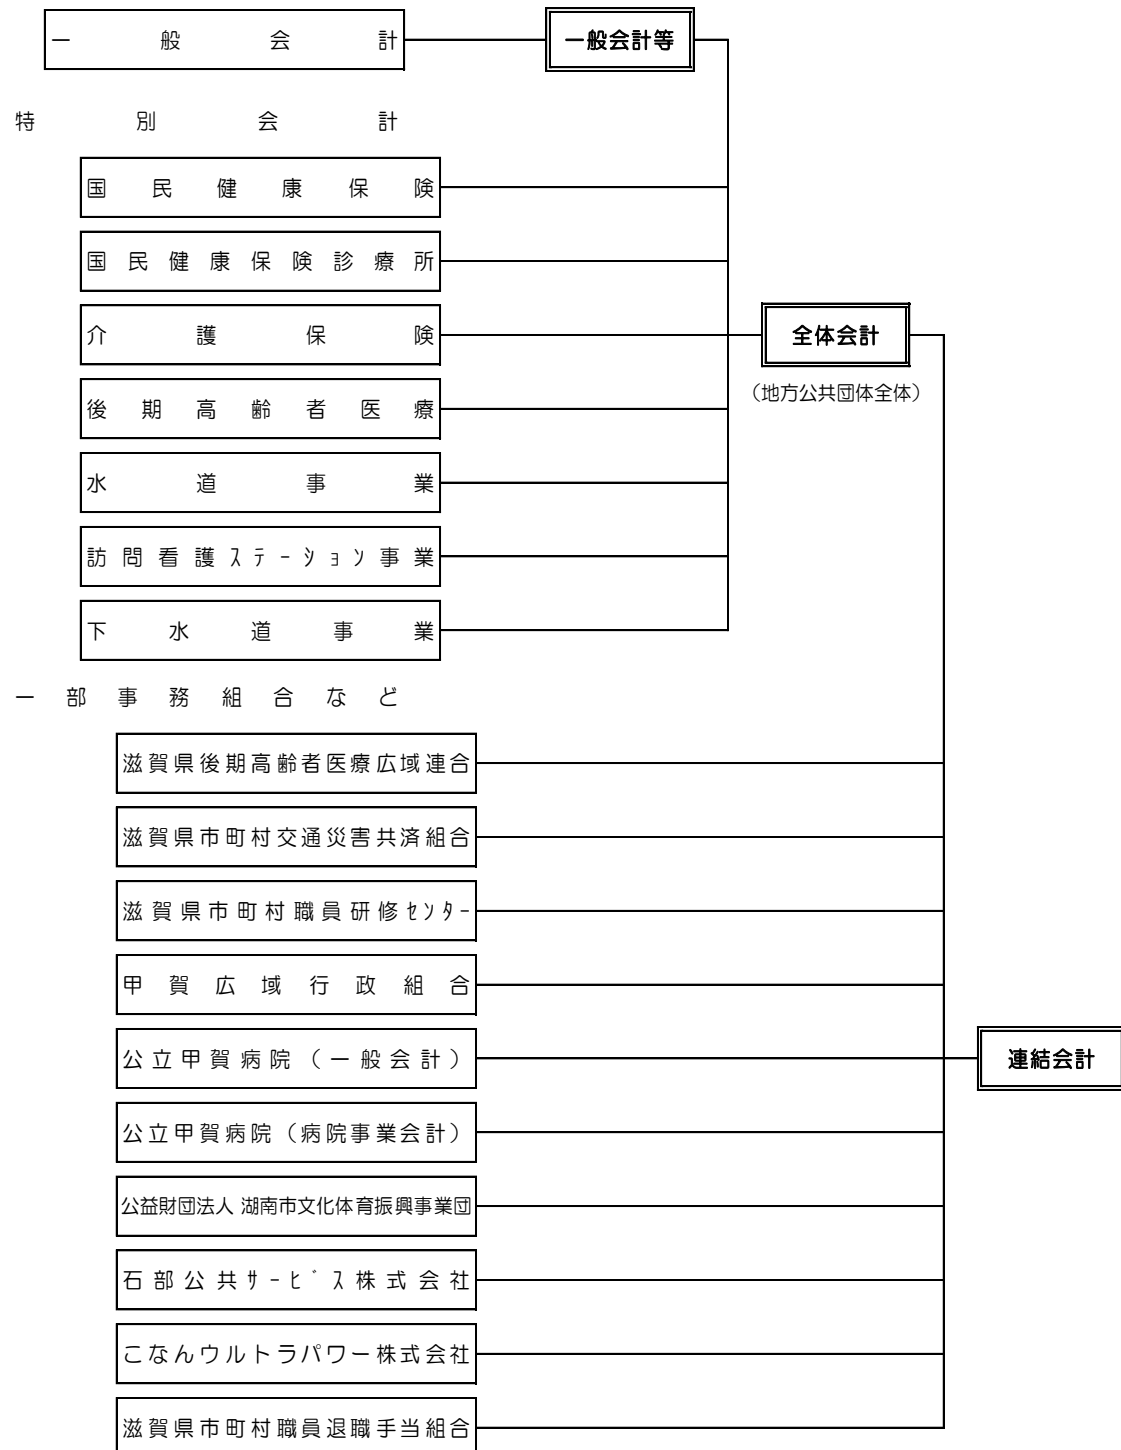 一般会計
一般会計等
特別会計
国民健康保険
国民健康保険診療所
介護保険
全体会計
（地方公共団体全体）
後期高齢者医療
水道事業
訪問看護ｽﾃｰｼｮﾝ事業
下水道事業
一部事務組合など
滋賀県後期高齢者医療広域連合
滋賀県市町村交通災害共済組合
滋賀県市町村職員研修ｾﾝﾀｰ
甲賀広域行政組合
公立甲賀病院（一般会計）
連結会計
公立甲賀病院（病院事業会計）
公益財団法人 湖南市文化体育振興事業団
石部公共ｻｰﾋﾞｽ株式会社
こなんウルトラパワー株式会社
滋賀県市町村職員退職手当組合